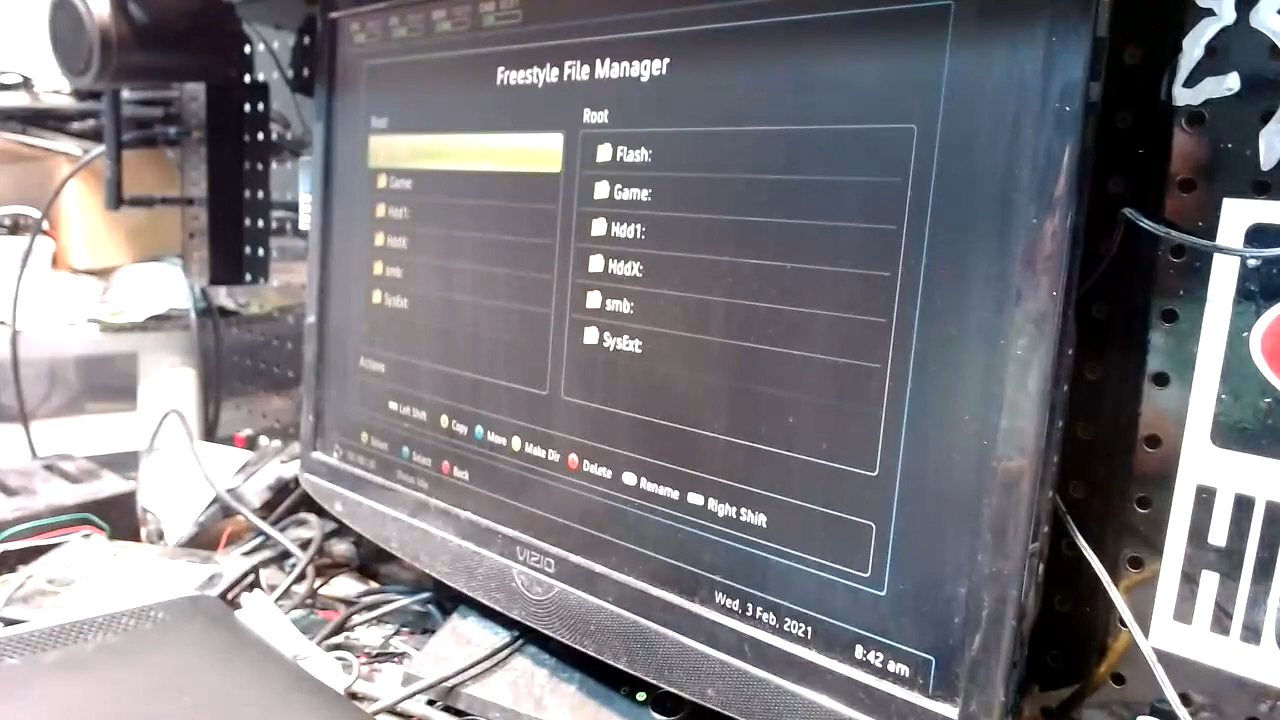 Freestyle File Manager
Root
Root
Game:
Hdd1:
HddX:
smb:
SysExt:
Flash:
Game:
Hdd1:
HddX:
smb:
SysExt:
Actions
Left Shift Copy Move Make Dir Delete Rename Right Shift
Select Select Back
VIZIO
Wed, 3 Feb, 2021
8:42 am